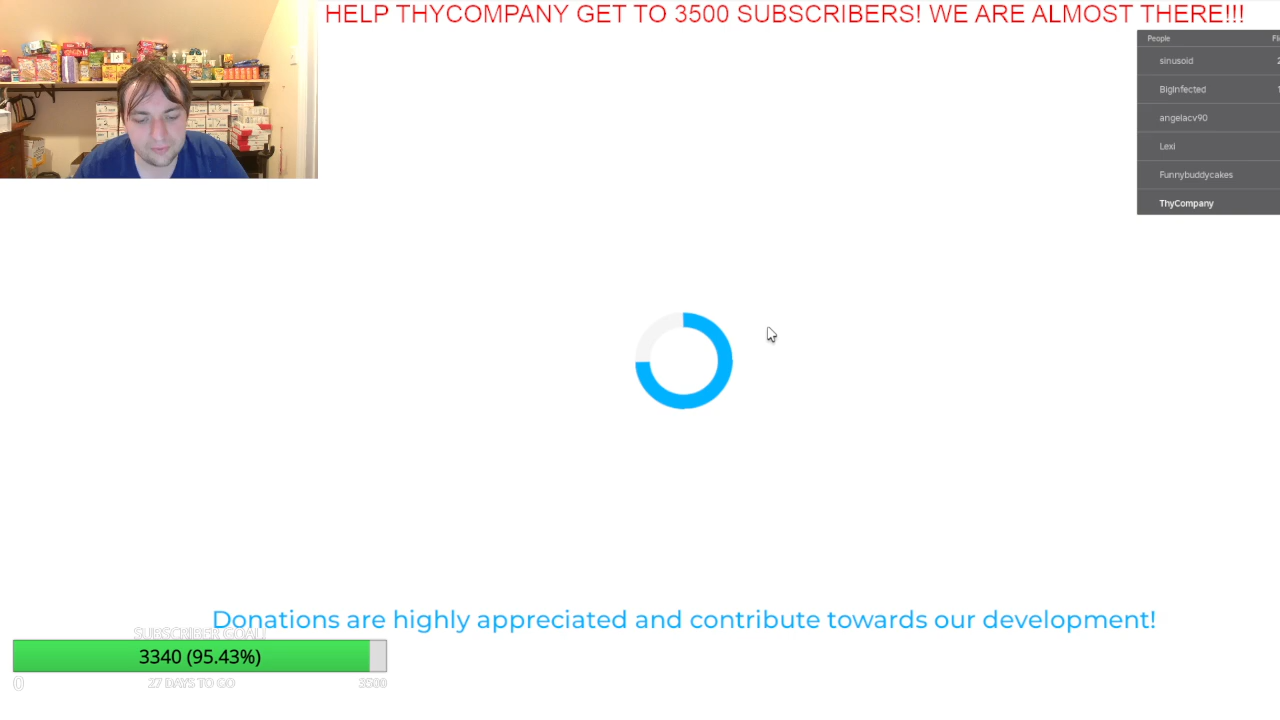 HELP THYCOMPANY GET TO 3500 SUBSCRIBERS! WE ARE ALMOST THERE!!!
People
sinusoid
BigInfected
angelacv90
Lexi
Funnybuddycakes
ThyCompany
Donations are highly appreciated and contribute towards our development!
SUBSCRIBER GOAL!
3340 (95.43%)
0 27 DAYS TO GO 3500